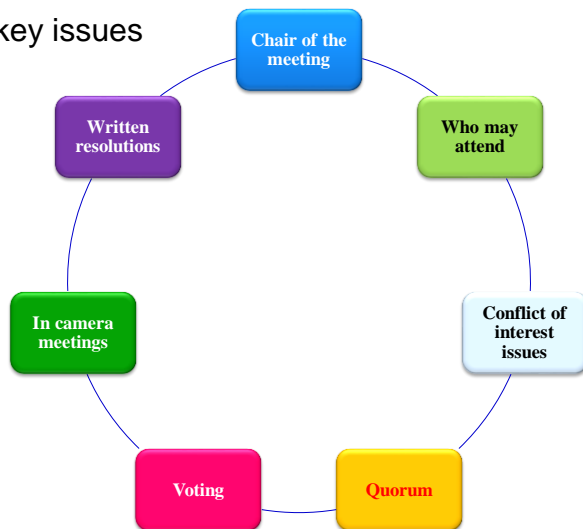 key issues
Chair of the
meeting
Who may
attend
Conflict of
interest
issues
Quorum
Voting
In camera
meetings
Written
resolutions